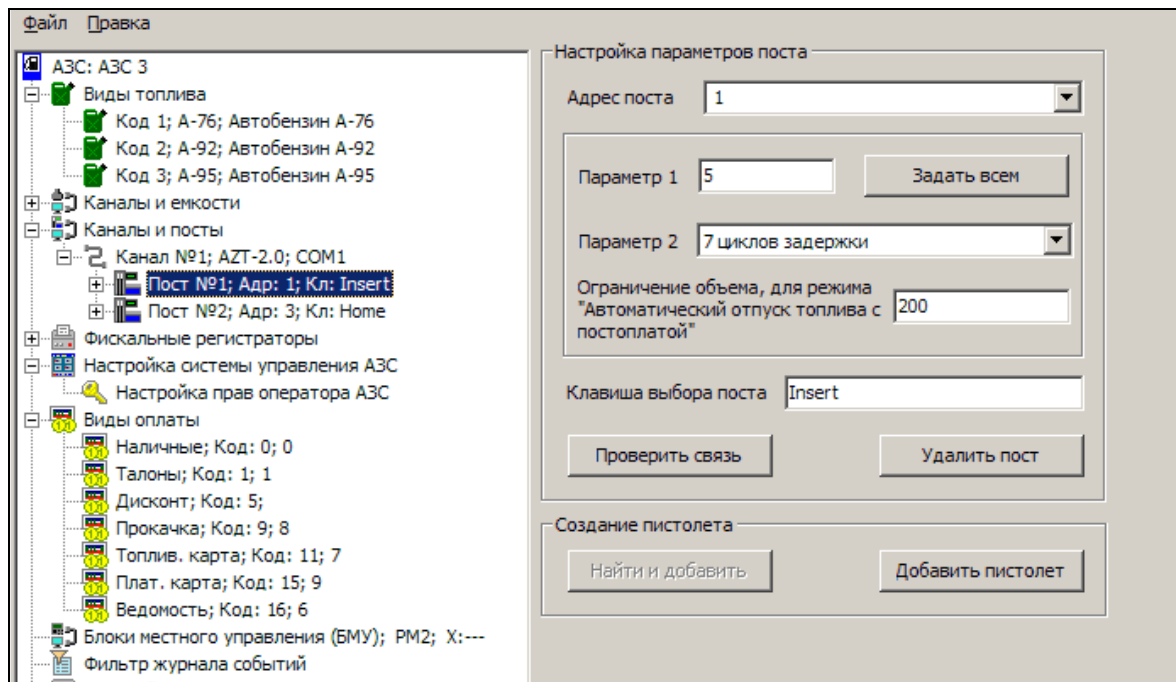 Файл Правка
АЗС: АЗС 3
Виды топлива
Код 1; А-76; Автобензин А-76
Код 2; А-92; Автобензин А-92
Код 3; А-95; Автобензин А-95
Каналы и емкости
Каналы и посты
Канал №1; AZT-2.0; COM1
Пост №1; Адр: 1; Кл: Insert
Пост №2; Адр: 3; Кл: Home
Фискальные регистраторы
Настройка системы управления АЗС
Настройка прав оператора АЗС
Виды оплаты
Наличные; Код: 0; 0
Талоны; Код: 1; 1
Дисконт; Код: 5;
Прокачка; Код: 9; 8
Топлив. карта; Код: 11; 7
Плат. карта; Код: 15; 9
Ведомость; Код: 16; 6
Блоки местного управления (БМУ); РМ2; X:---
Фильтр журнала событий
Настройка параметров поста
Адрес поста 1
Параметр 1 5 Задать всем
Параметр 2 7 циклов задержки
Ограничение объема, для режима
"Автоматический отпуск топлива с 200
постоплатой"
Клавиша выбора поста Insert
Проверить связь Удалить пост
Создание пистолета
Найти и добавить Добавить пистолет